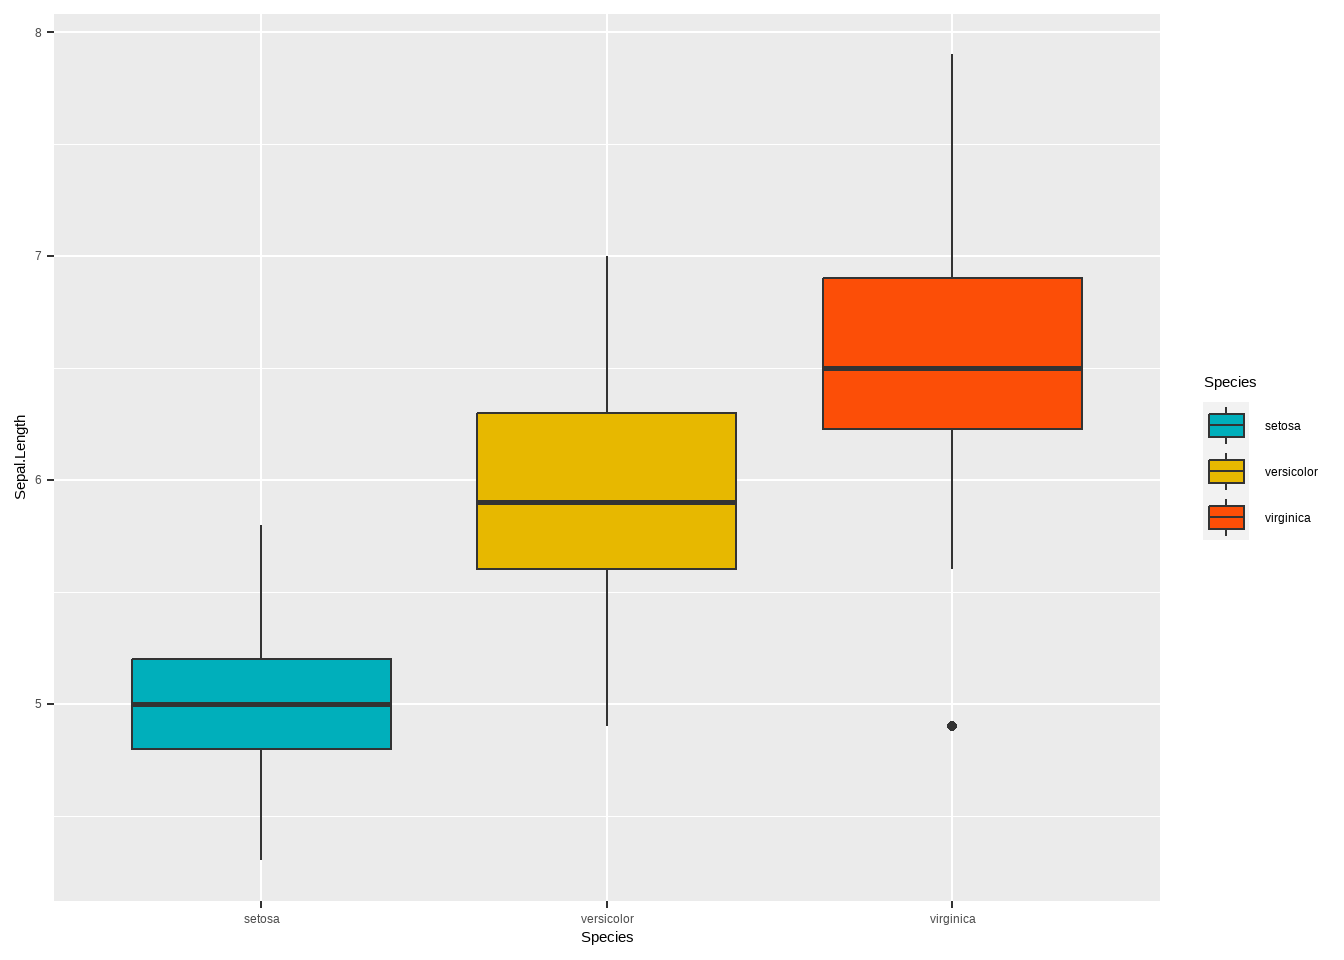 8
7
6
5
Sepal.Length
setosa
versicolor
virginica
Species
Species
setosa
versicolor
virginica